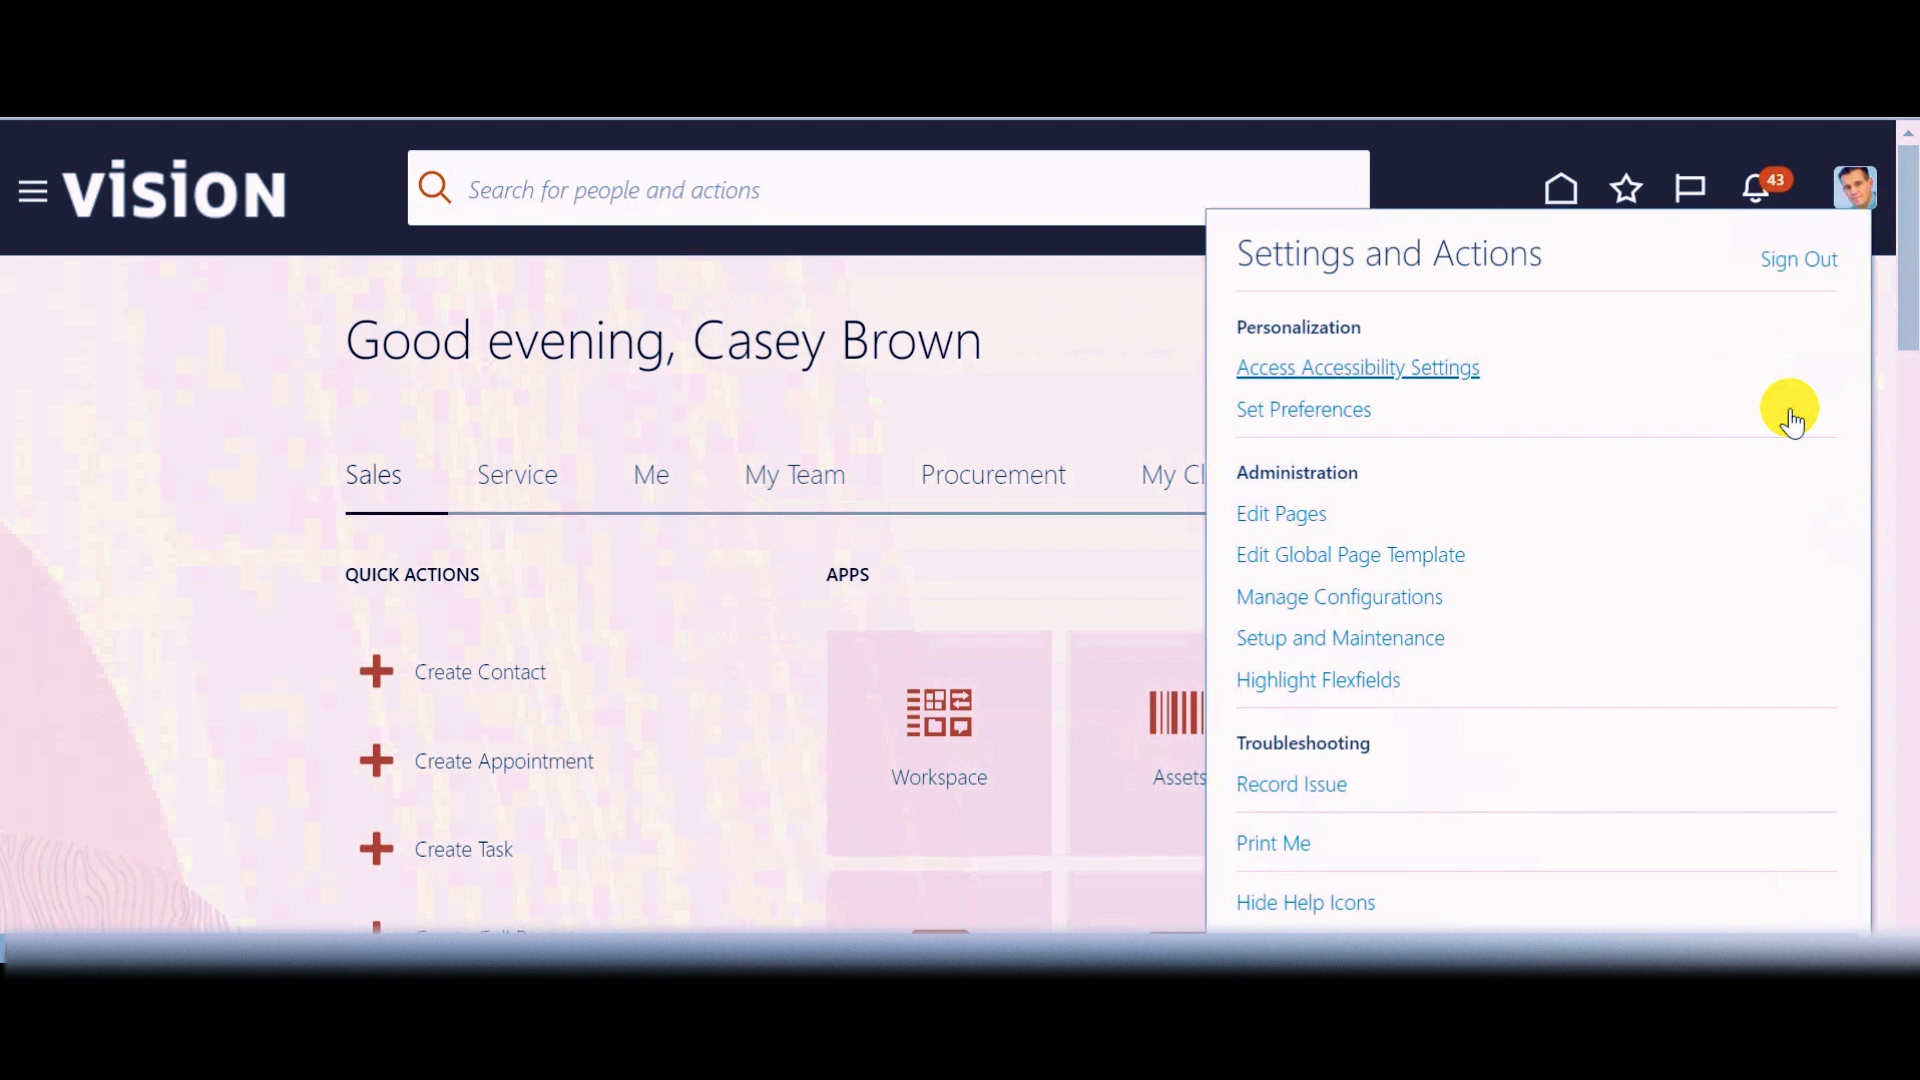 vision
Search for people and actions
43
Settings and Actions
Sign Out
Good evening, Casey Brown
Personalization
Access Accessibility Settings
Set Preferences
Sales Service Me My Team Procurement My Cl
Administration
Edit Pages
Edit Global Page Template
Manage Configurations
Setup and Maintenance
Highlight Flexfields
Troubleshooting
Record Issue
Print Me
Hide Help Icons
QUICK ACTIONS
Create Contact
Create Appointment
Create Task
APPS
Workspace
Assets